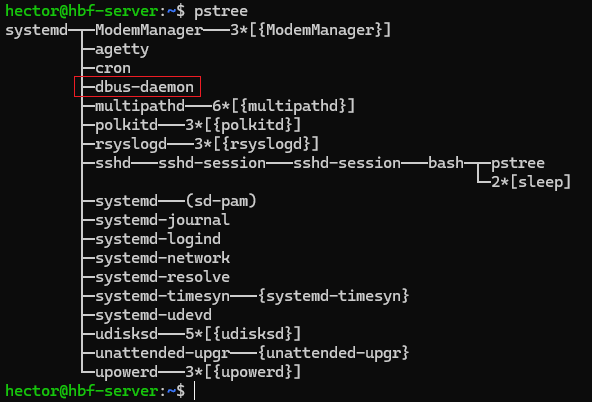 hector@hbf-server:~$ pstree
systemd─┬─ModemManager───3*[{ModemManager}]
        ├─agetty
        ├─cron
        ├─dbus-daemon
        ├─multipathd───6*[{multipathd}]
        ├─polkitd───3*[{polkitd}]
        ├─rsyslogd───3*[{rsyslogd}]
        ├─sshd───sshd-session───sshd-session───bash─┬─pstree
        │                                           └─2*[sleep]
        ├─systemd───(sd-pam)
        ├─systemd-journal
        ├─systemd-logind
        ├─systemd-network
        ├─systemd-resolve
        ├─systemd-timesyn───{systemd-timesyn}
        ├─systemd-udevd
        ├─udisksd───5*[{udisksd}]
        ├─unattended-upgr───{unattended-upgr}
        └─upowerd───3*[{upowerd}]
hector@hbf-server:~$